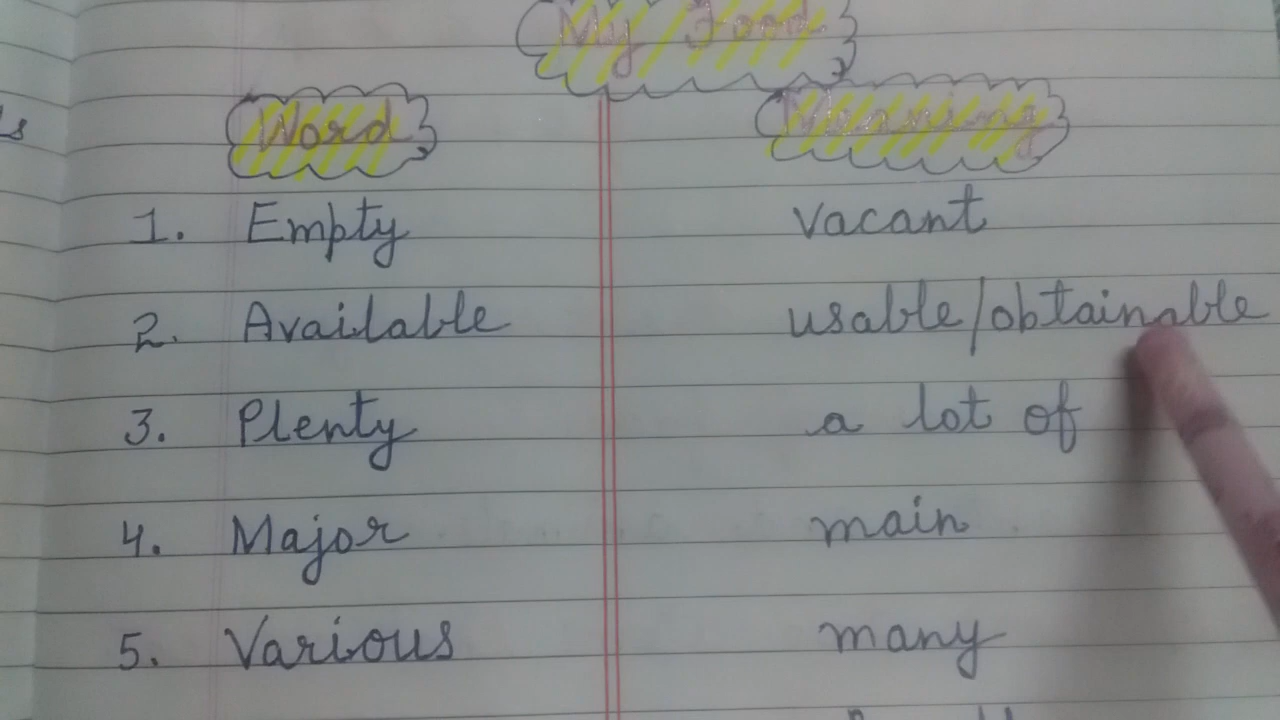 My Food
Word Meaning
1. Empty vacant
2. Available usable/obtainable
3. Plenty a lot of
4. Major main
5. Various many